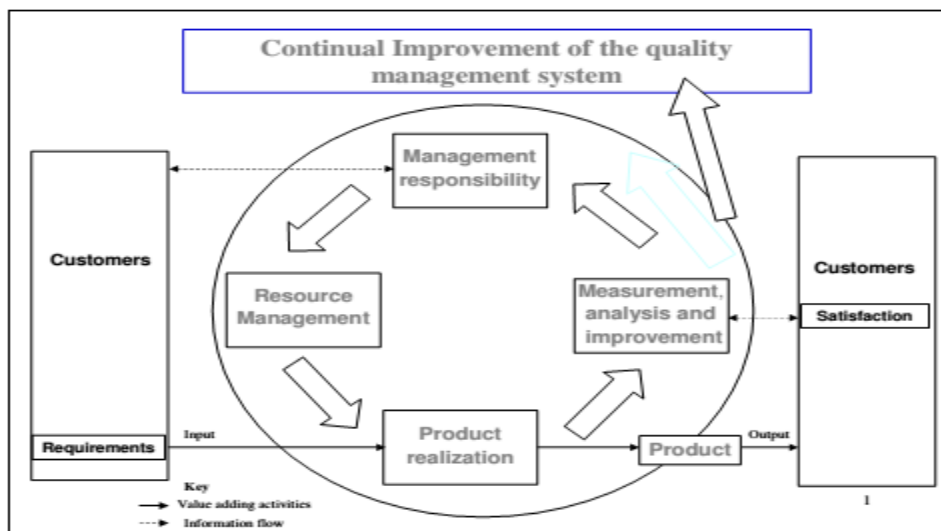 Continual Improvement of the quality
management system
Management
responsibility
Customers
Customers
Resource
Management
Measurement,
analysis and
improvement
Satisfaction
Requirements
Input
Product
realization
Product
Output
Key
Value adding activities
Information flow
1